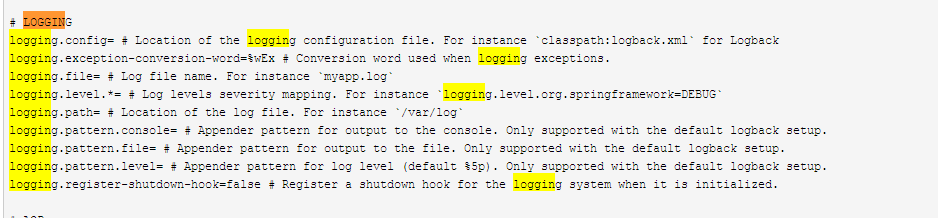 # LOGGING
logging.config= # Location of the logging configuration file. For instance `classpath:logback.xml` for Logback
logging.exception-conversion-word=%wEx # Conversion word used when logging exceptions.
logging.file= # Log file name. For instance `myapp.log`
logging.level.*= # Log levels severity mapping. For instance `logging.level.org.springframework=DEBUG`
logging.path= # Location of the log file. For instance `/var/log`
logging.pattern.console= # Appender pattern for output to the console. Only supported with the default logback setup.
logging.pattern.file= # Appender pattern for output to the file. Only supported with the default logback setup.
logging.pattern.level= # Appender pattern for log level (default %5p). Only supported with the default logback setup.
logging.register-shutdown-hook=false # Register a shutdown hook for the logging system when it is initialized.